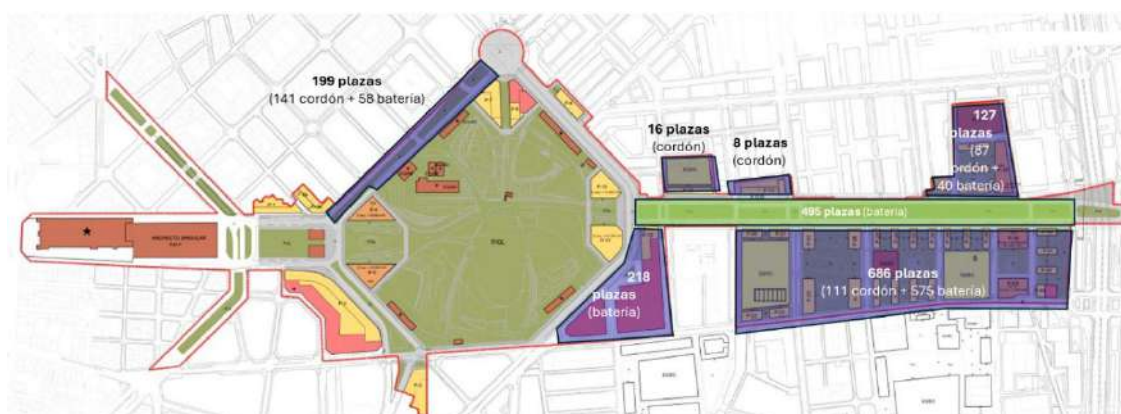 199 plazas
(141 cordón + 58 batería)
16 plazas
(cordón)
8 plazas
(cordón)
127
plazas
(87
cordón +
40 batería)
495 plazas (batería)
218
plazas
(batería)
686 plazas
(111 cordón + 575 batería)